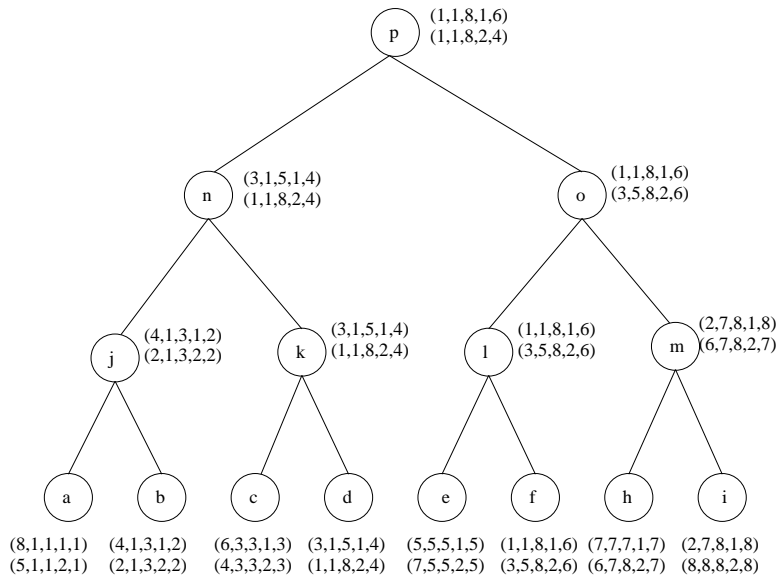 p
(1,1,8,1,6)
(1,1,8,2,4)
n
(3,1,5,1,4)
(1,1,8,2,4)
o
(1,1,8,1,6)
(3,5,8,2,6)
j
(4,1,3,1,2)
(2,1,3,2,2)
k
(3,1,5,1,4)
(1,1,8,2,4)
l
(1,1,8,1,6)
(3,5,8,2,6)
m
(2,7,8,1,8)
(6,7,8,2,7)
a b c d e f h i
(8,1,1,1,1) (4,1,3,1,2) (6,3,3,1,3) (3,1,5,1,4) (5,5,5,1,5) (1,1,8,1,6) (7,7,7,1,7) (2,7,8,1,8)
(5,1,1,2,1) (2,1,3,2,2) (4,3,3,2,3) (1,1,8,2,4) (7,5,5,2,5) (3,5,8,2,6) (6,7,8,2,7) (8,8,8,2,8)